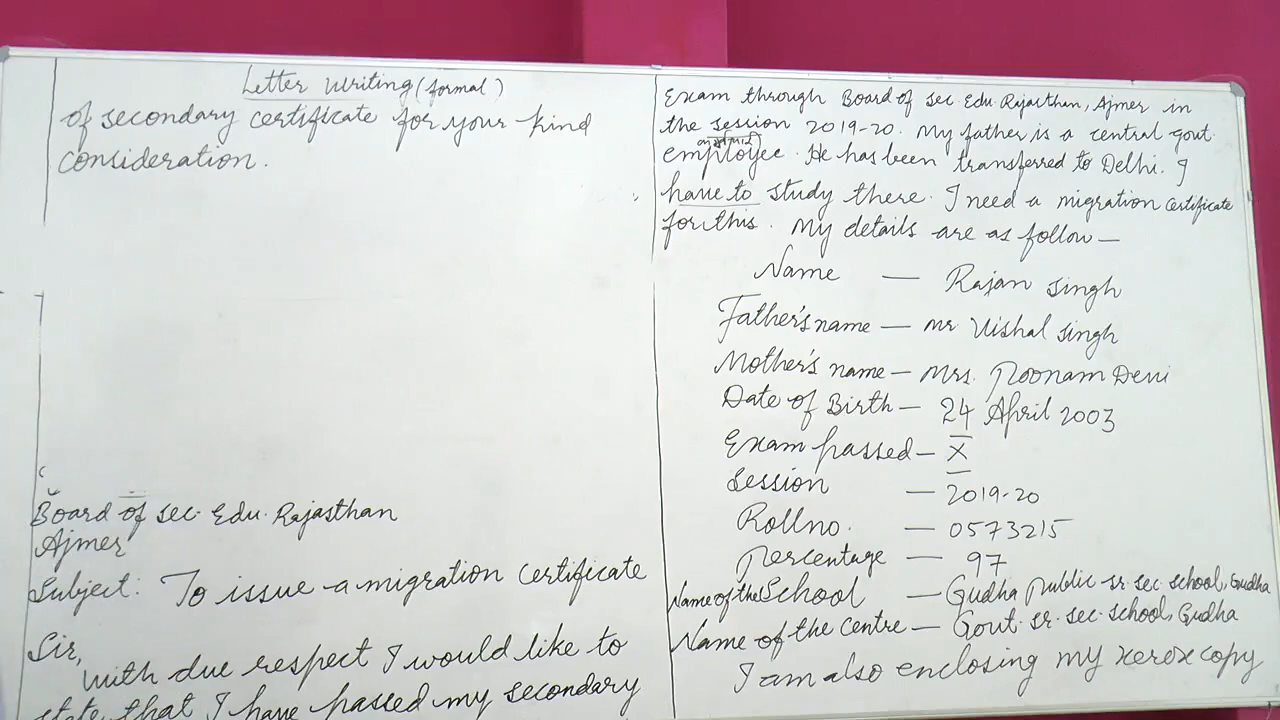 Letter Writing (formal)
of secondary certificate for your kind
consideration.
Board of sec. Edu. Rajasthan
Ajmer
Subject: To issue a migration certificate
Sir,
with due respect I would like to
state that I have passed my secondary
Exam through Board of sec Edu Rajasthan, Ajmer in
the session 2019-20. My father is a central govt.
employee. He has been transferred to Delhi. I
have to study there. I need a migration certificate
for this. My details are as follow—
Name — Rajan Singh
Father's name — Mr Vishal Singh
Mother's name — Mrs. Poonam Devi
Date of Birth — 24 April 2003
Exam passed — X
Session — 2019-20
Roll no. — 0573215
Percentage — 97
Name of the School — Gudha Public sr. sec school, Gudha
Name of the centre — Govt. sr. sec. school, Gudha
I am also enclosing my xerox copy